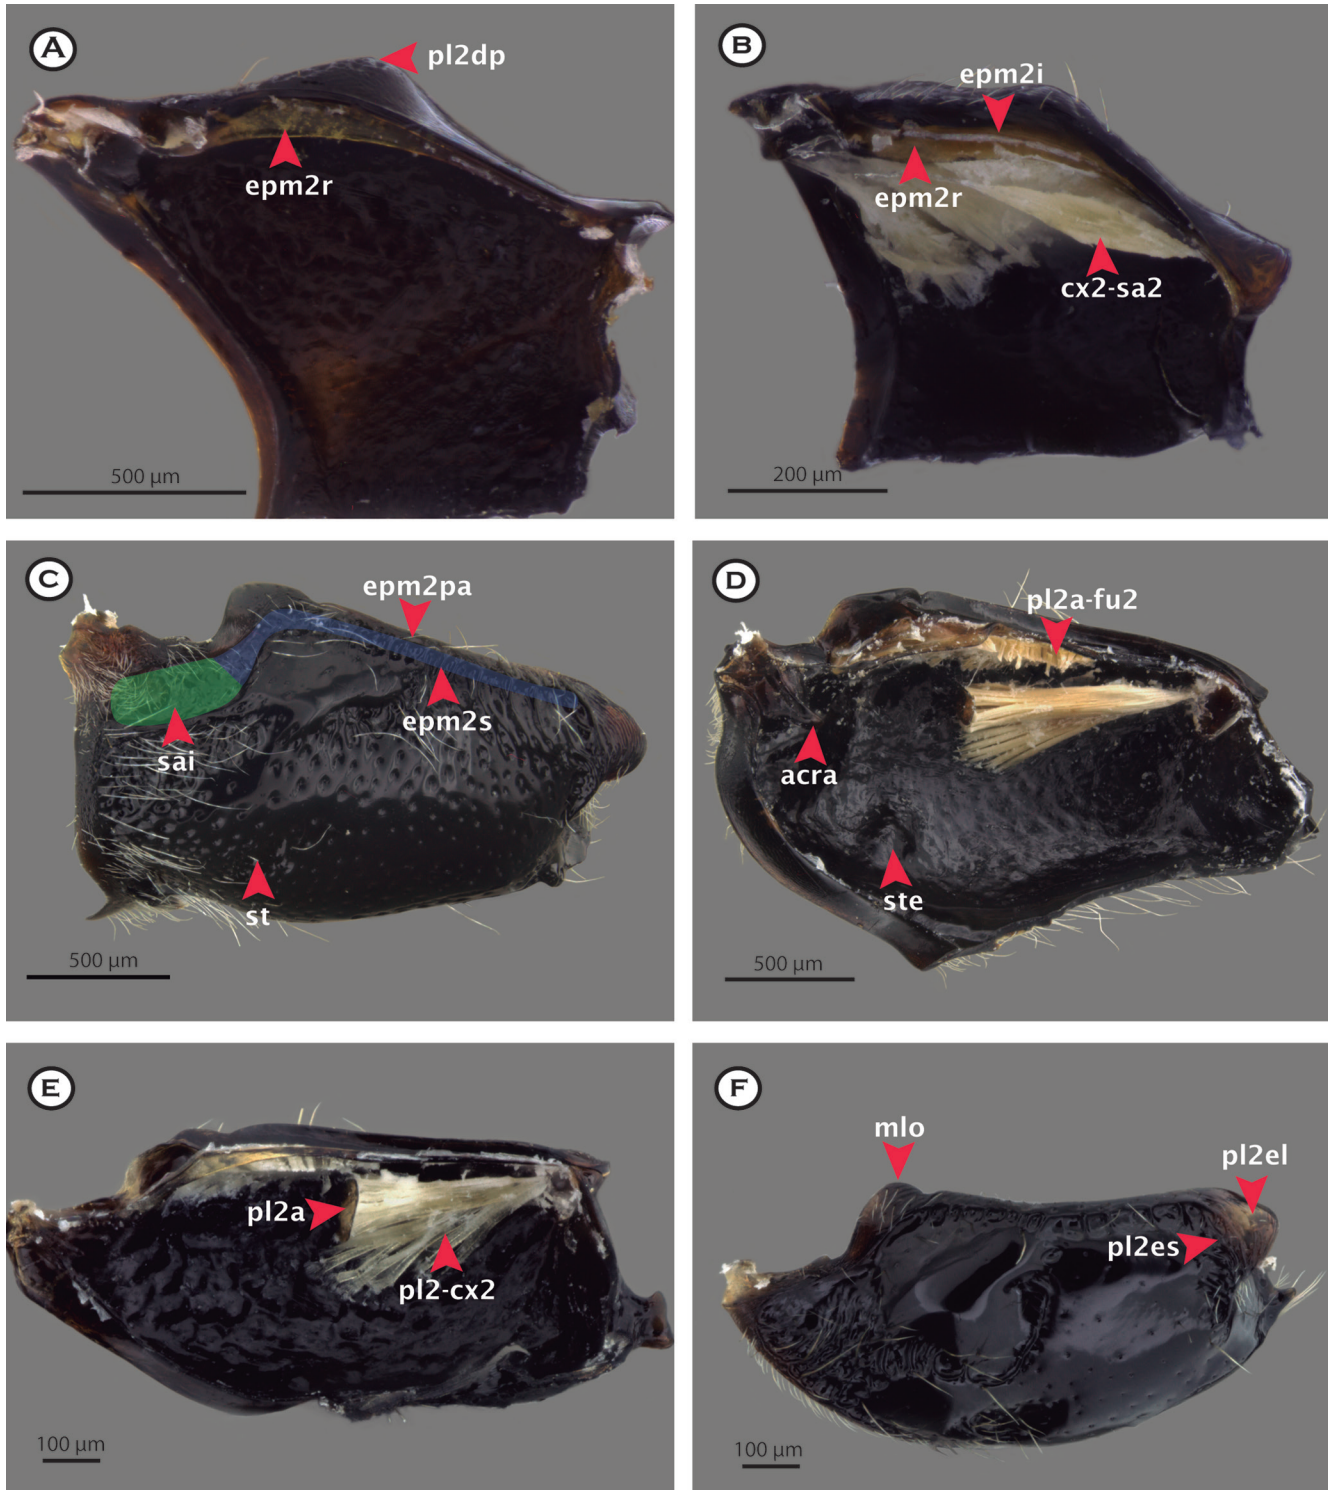 A
pl2dp
epm2r
500 µm
B
epm2i
epm2r
cx2-sa2
200 µm
C
epm2pa
epm2s
sai
st
500 µm
D
pl2a-fu2
acra
ste
500 µm
E
pl2a
pl2-cx2
100 µm
F
mlo
pl2el
pl2es
100 µm